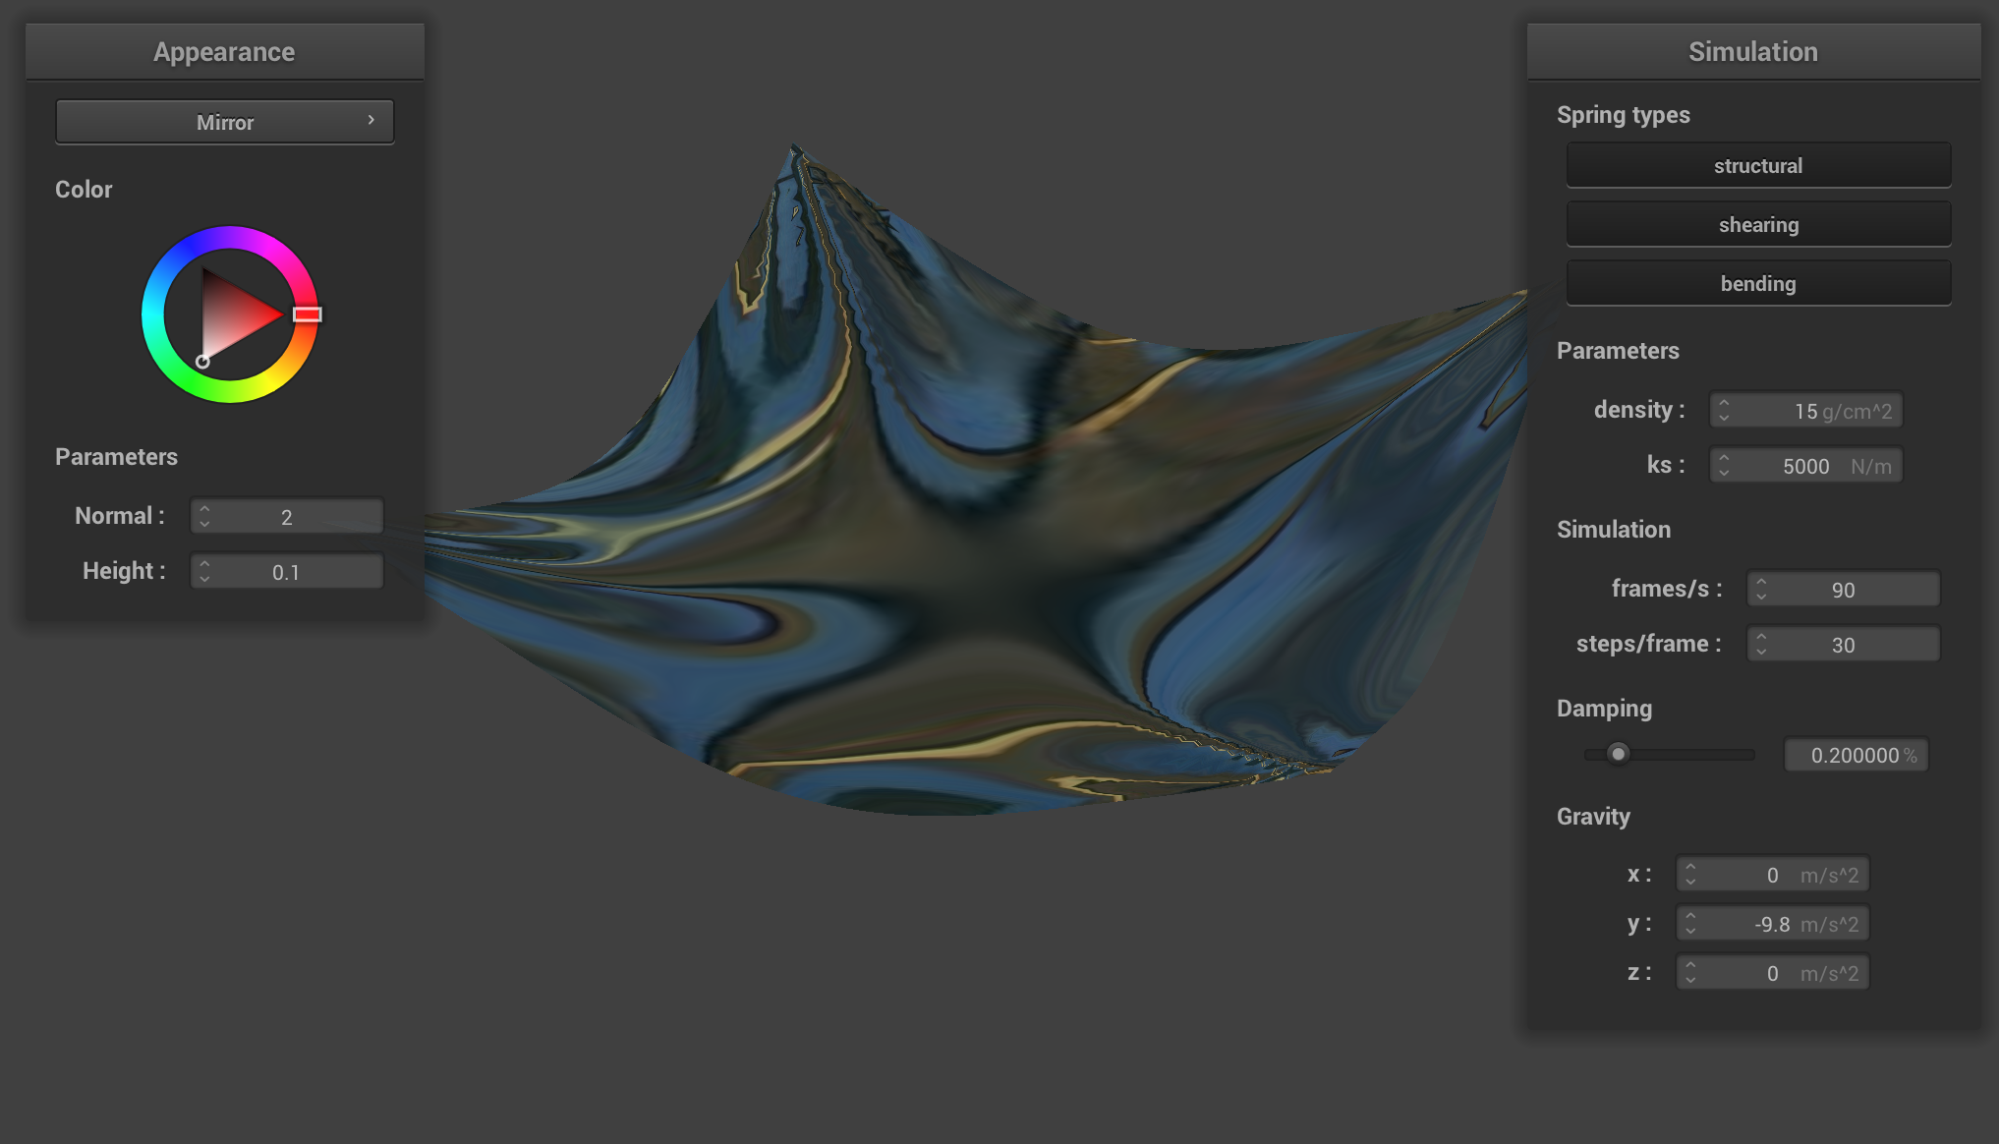 Appearance
Mirror
Color
Parameters
Normal : 2
Height : 0.1
Simulation
Spring types
structural
shearing
bending
Parameters
density : 15 g/cm^2
ks : 5000 N/m
Simulation
frames/s : 90
steps/frame : 30
Damping
0.200000 %
Gravity
x : 0 m/s^2
y : -9.8 m/s^2
z : 0 m/s^2